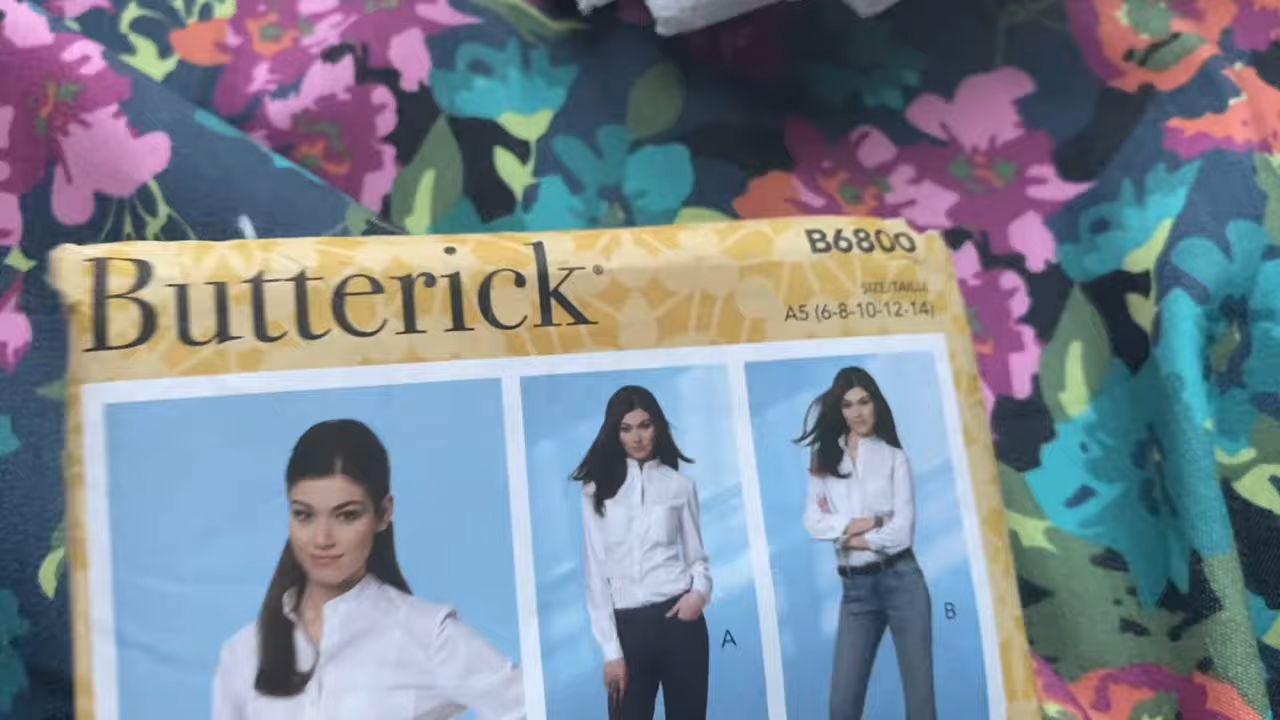 Butterick®
B6800
SIZE/TAILLE
A5 (6-8-10-12-14)
A
B